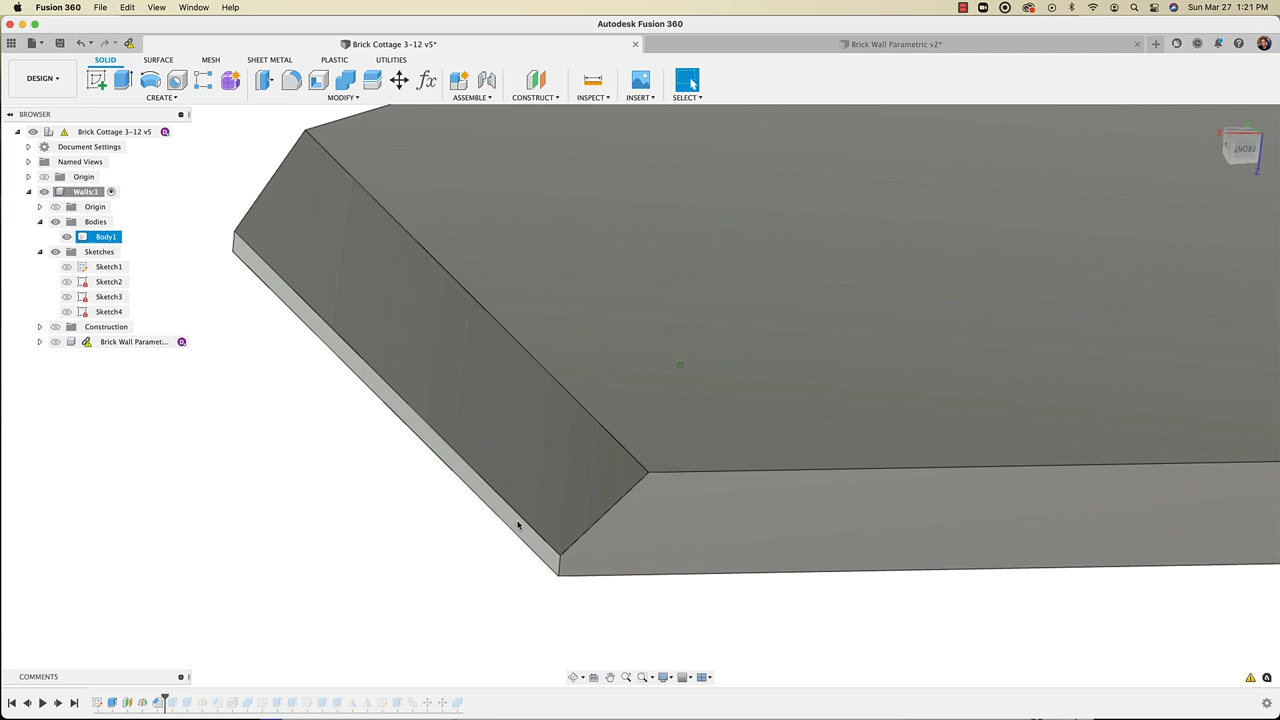 Fusion 360 File Edit View Window Help Sun Mar 27 1:21 PM
Autodesk Fusion 360
Brick Cottage 3-12 v5* Brick Wall Parametric v2*
DESIGN
SOLID SURFACE MESH SHEET METAL PLASTIC UTILITIES
CREATE MODIFY ASSEMBLE CONSTRUCT INSPECT INSERT SELECT
BROWSER
Brick Cottage 3-12 v5
Document Settings
Named Views
Origin
Walls:1
Origin
Bodies
Body1
Sketches
Sketch1
Sketch2
Sketch3
Sketch4
Construction
Brick Wall Paramet...
FRONT
X
Z
COMMENTS